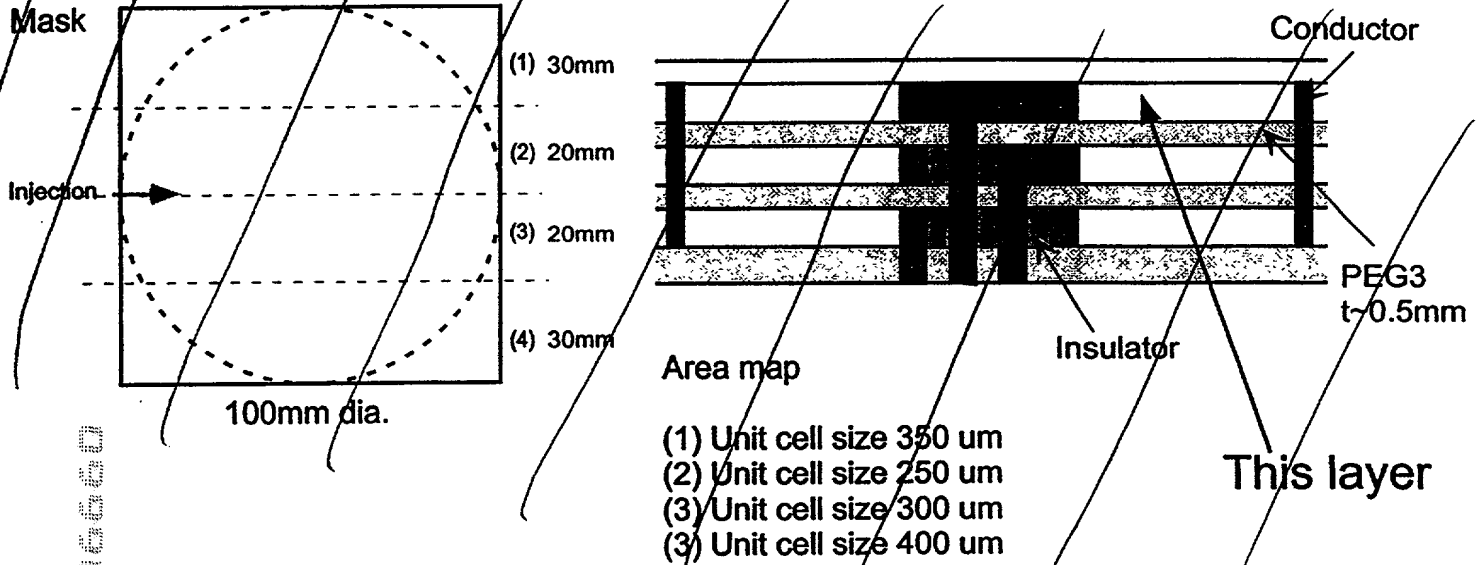 Mask
(1) 30mm
(2) 20mm
Injection
(3) 20mm
(4) 30mm
100mm dia.
Conductor
PEG3
t~0.5mm
Insulator
This layer
Area map
(1) Unit cell size 350 um
(2) Unit cell size 250 um
(3) Unit cell size 300 um
(3) Unit cell size 400 um